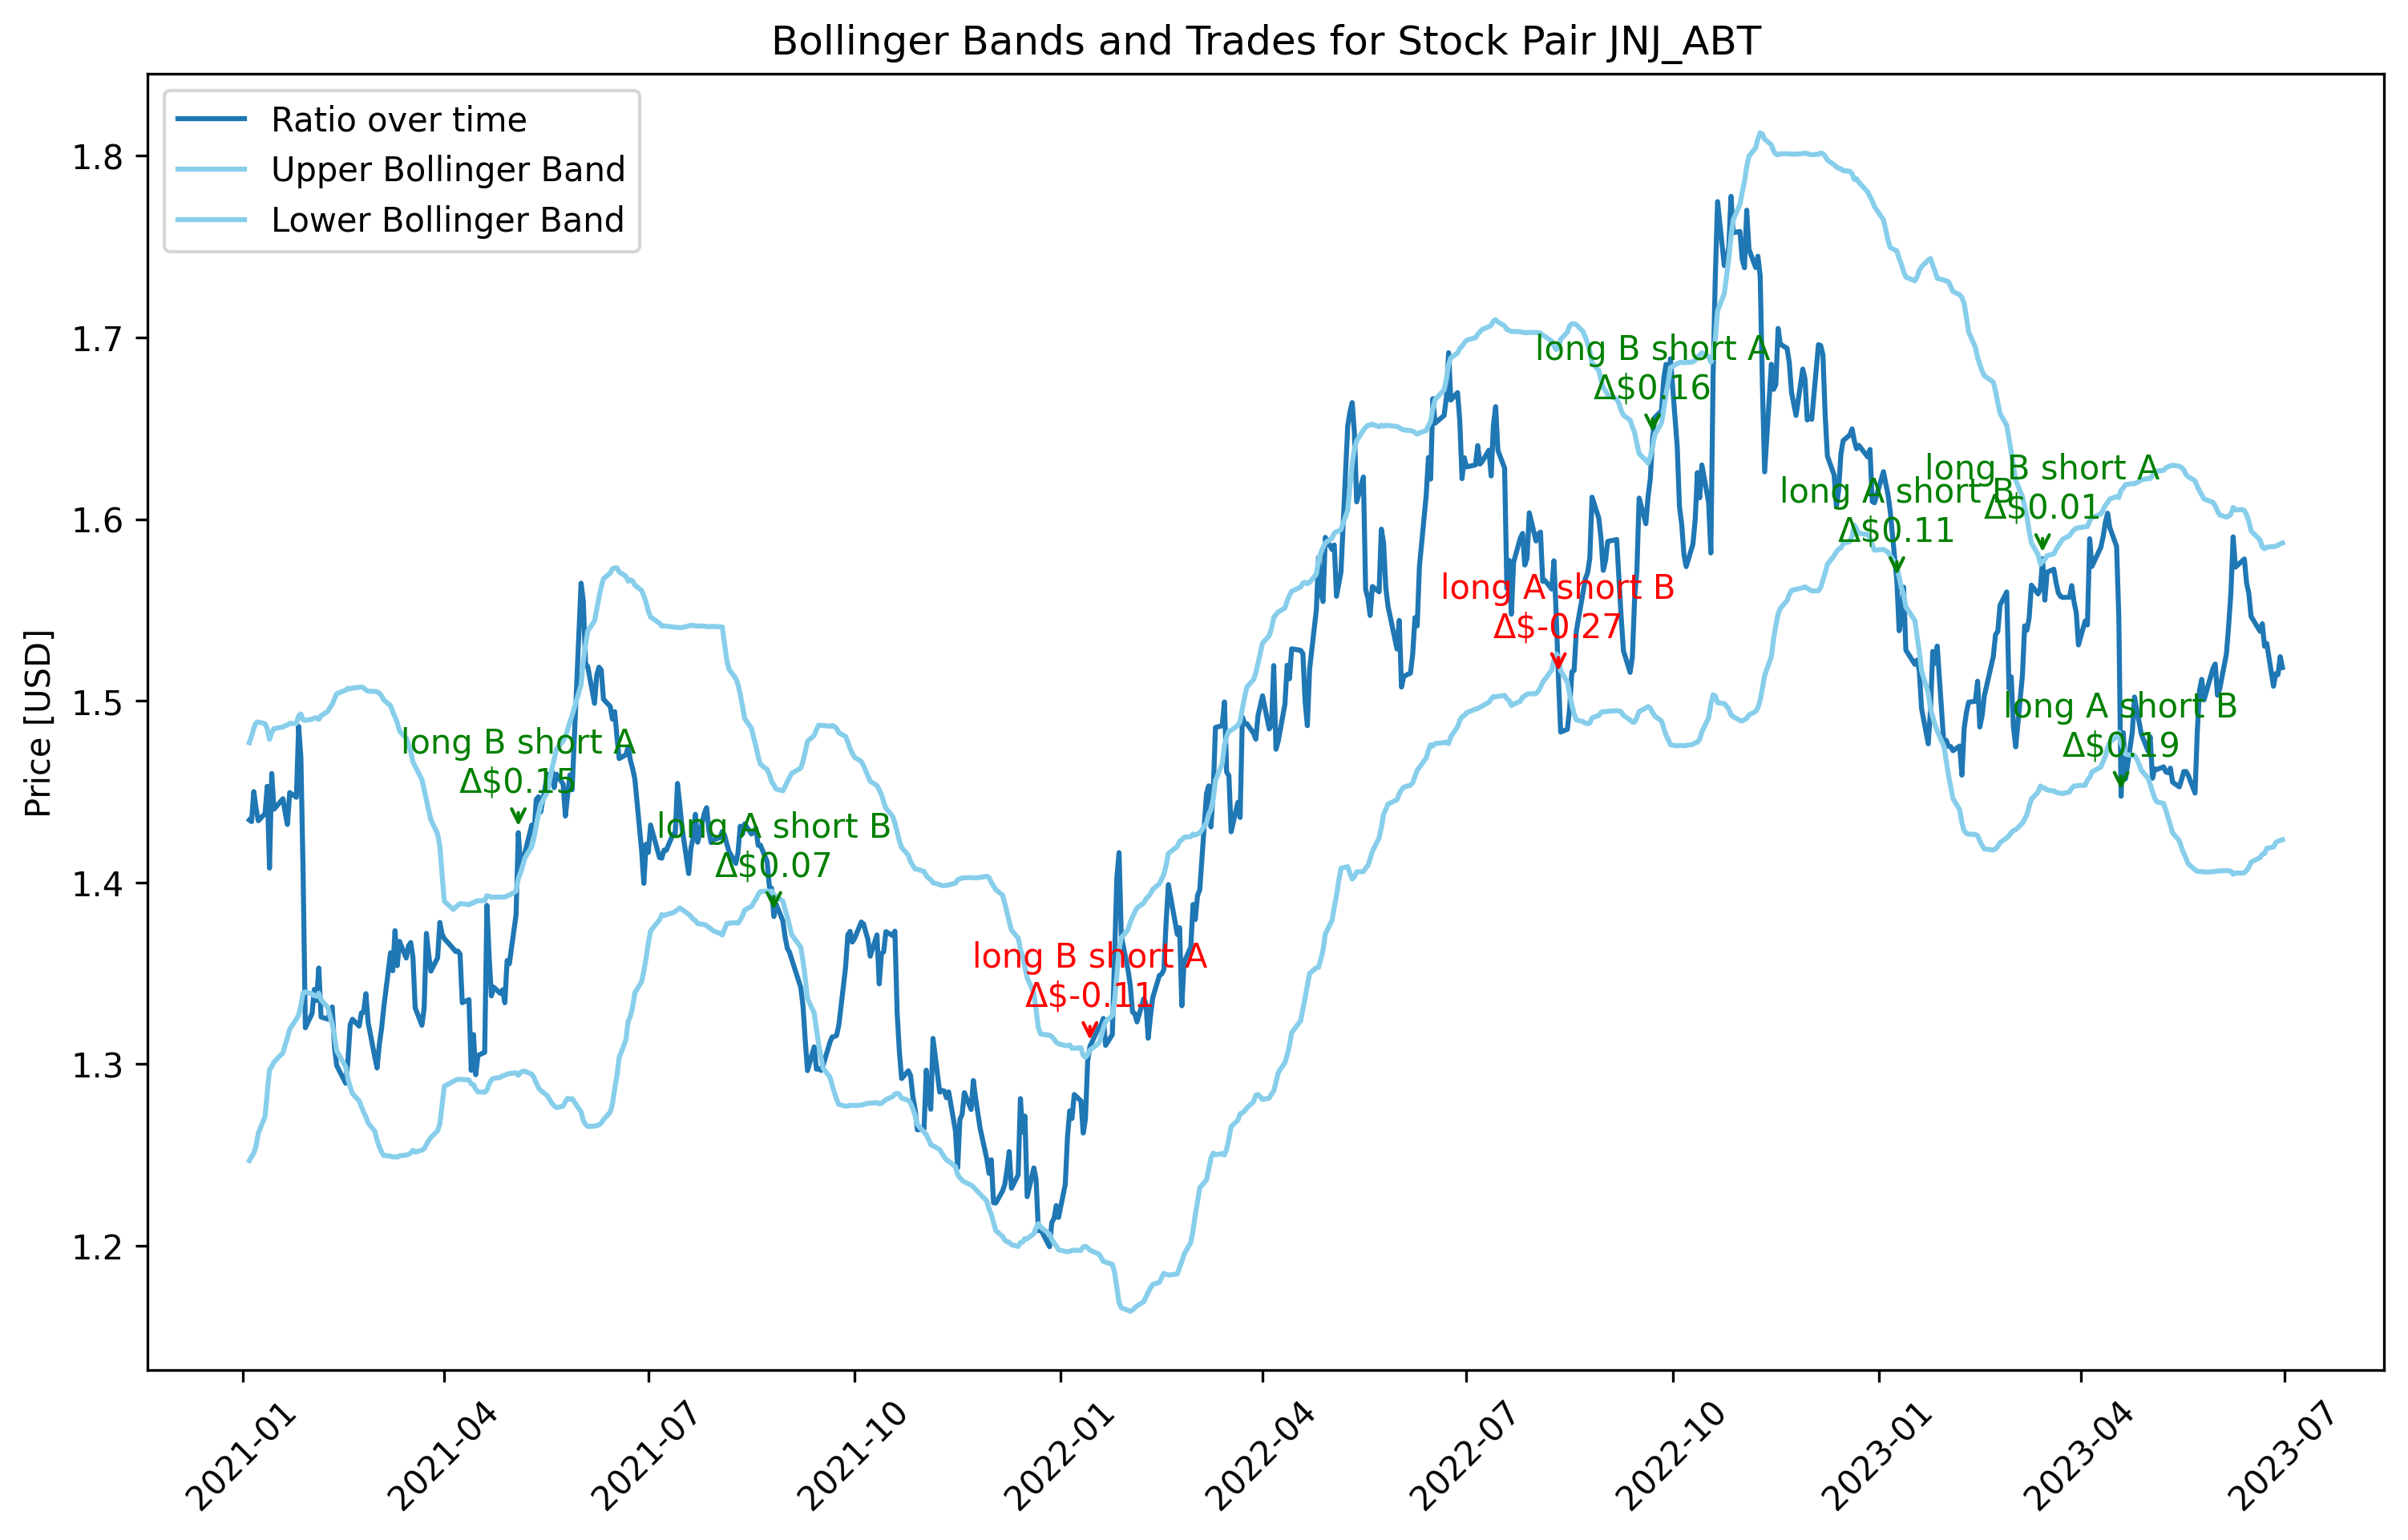 Bollinger Bands and Trades for Stock Pair JNJ_ABT
Ratio over time
Upper Bollinger Band
Lower Bollinger Band
Price [USD]
1.8
1.7
1.6
1.5
1.4
1.3
1.2
long B short A
Δ$0.15
long A short B
Δ$0.07
long B short A
Δ$-0.11
long A short B
Δ$-0.27
long B short A
Δ$0.16
long A short B
Δ$0.11
long B short A
Δ$0.01
long A short B
Δ$0.19
2021-01
2021-04
2021-07
2021-10
2022-01
2022-04
2022-07
2022-10
2023-01
2023-04
2023-07